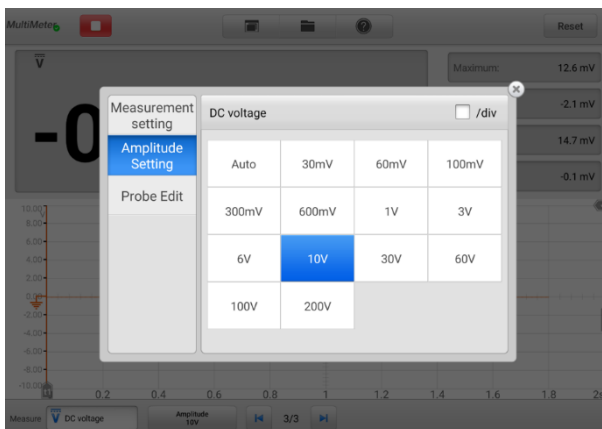 MultiMeter
Reset
V
Maximum:
12.6 mV
-2.1 mV
14.7 mV
-0.1 mV
-0
Measurement
setting
Amplitude
Setting
Probe Edit
DC voltage
/div
Auto
30mV
60mV
100mV
300mV
600mV
1V
3V
6V
10V
30V
60V
100V
200V
10.00
8.00
6.00
4.00
2.00
0.00
-2.00
-4.00
-6.00
-8.00
-10.00
0.2
0.4
0.6
0.8
1
1.2
1.4
1.6
1.8
Measure
V DC voltage
Amplitude
10V
3/3